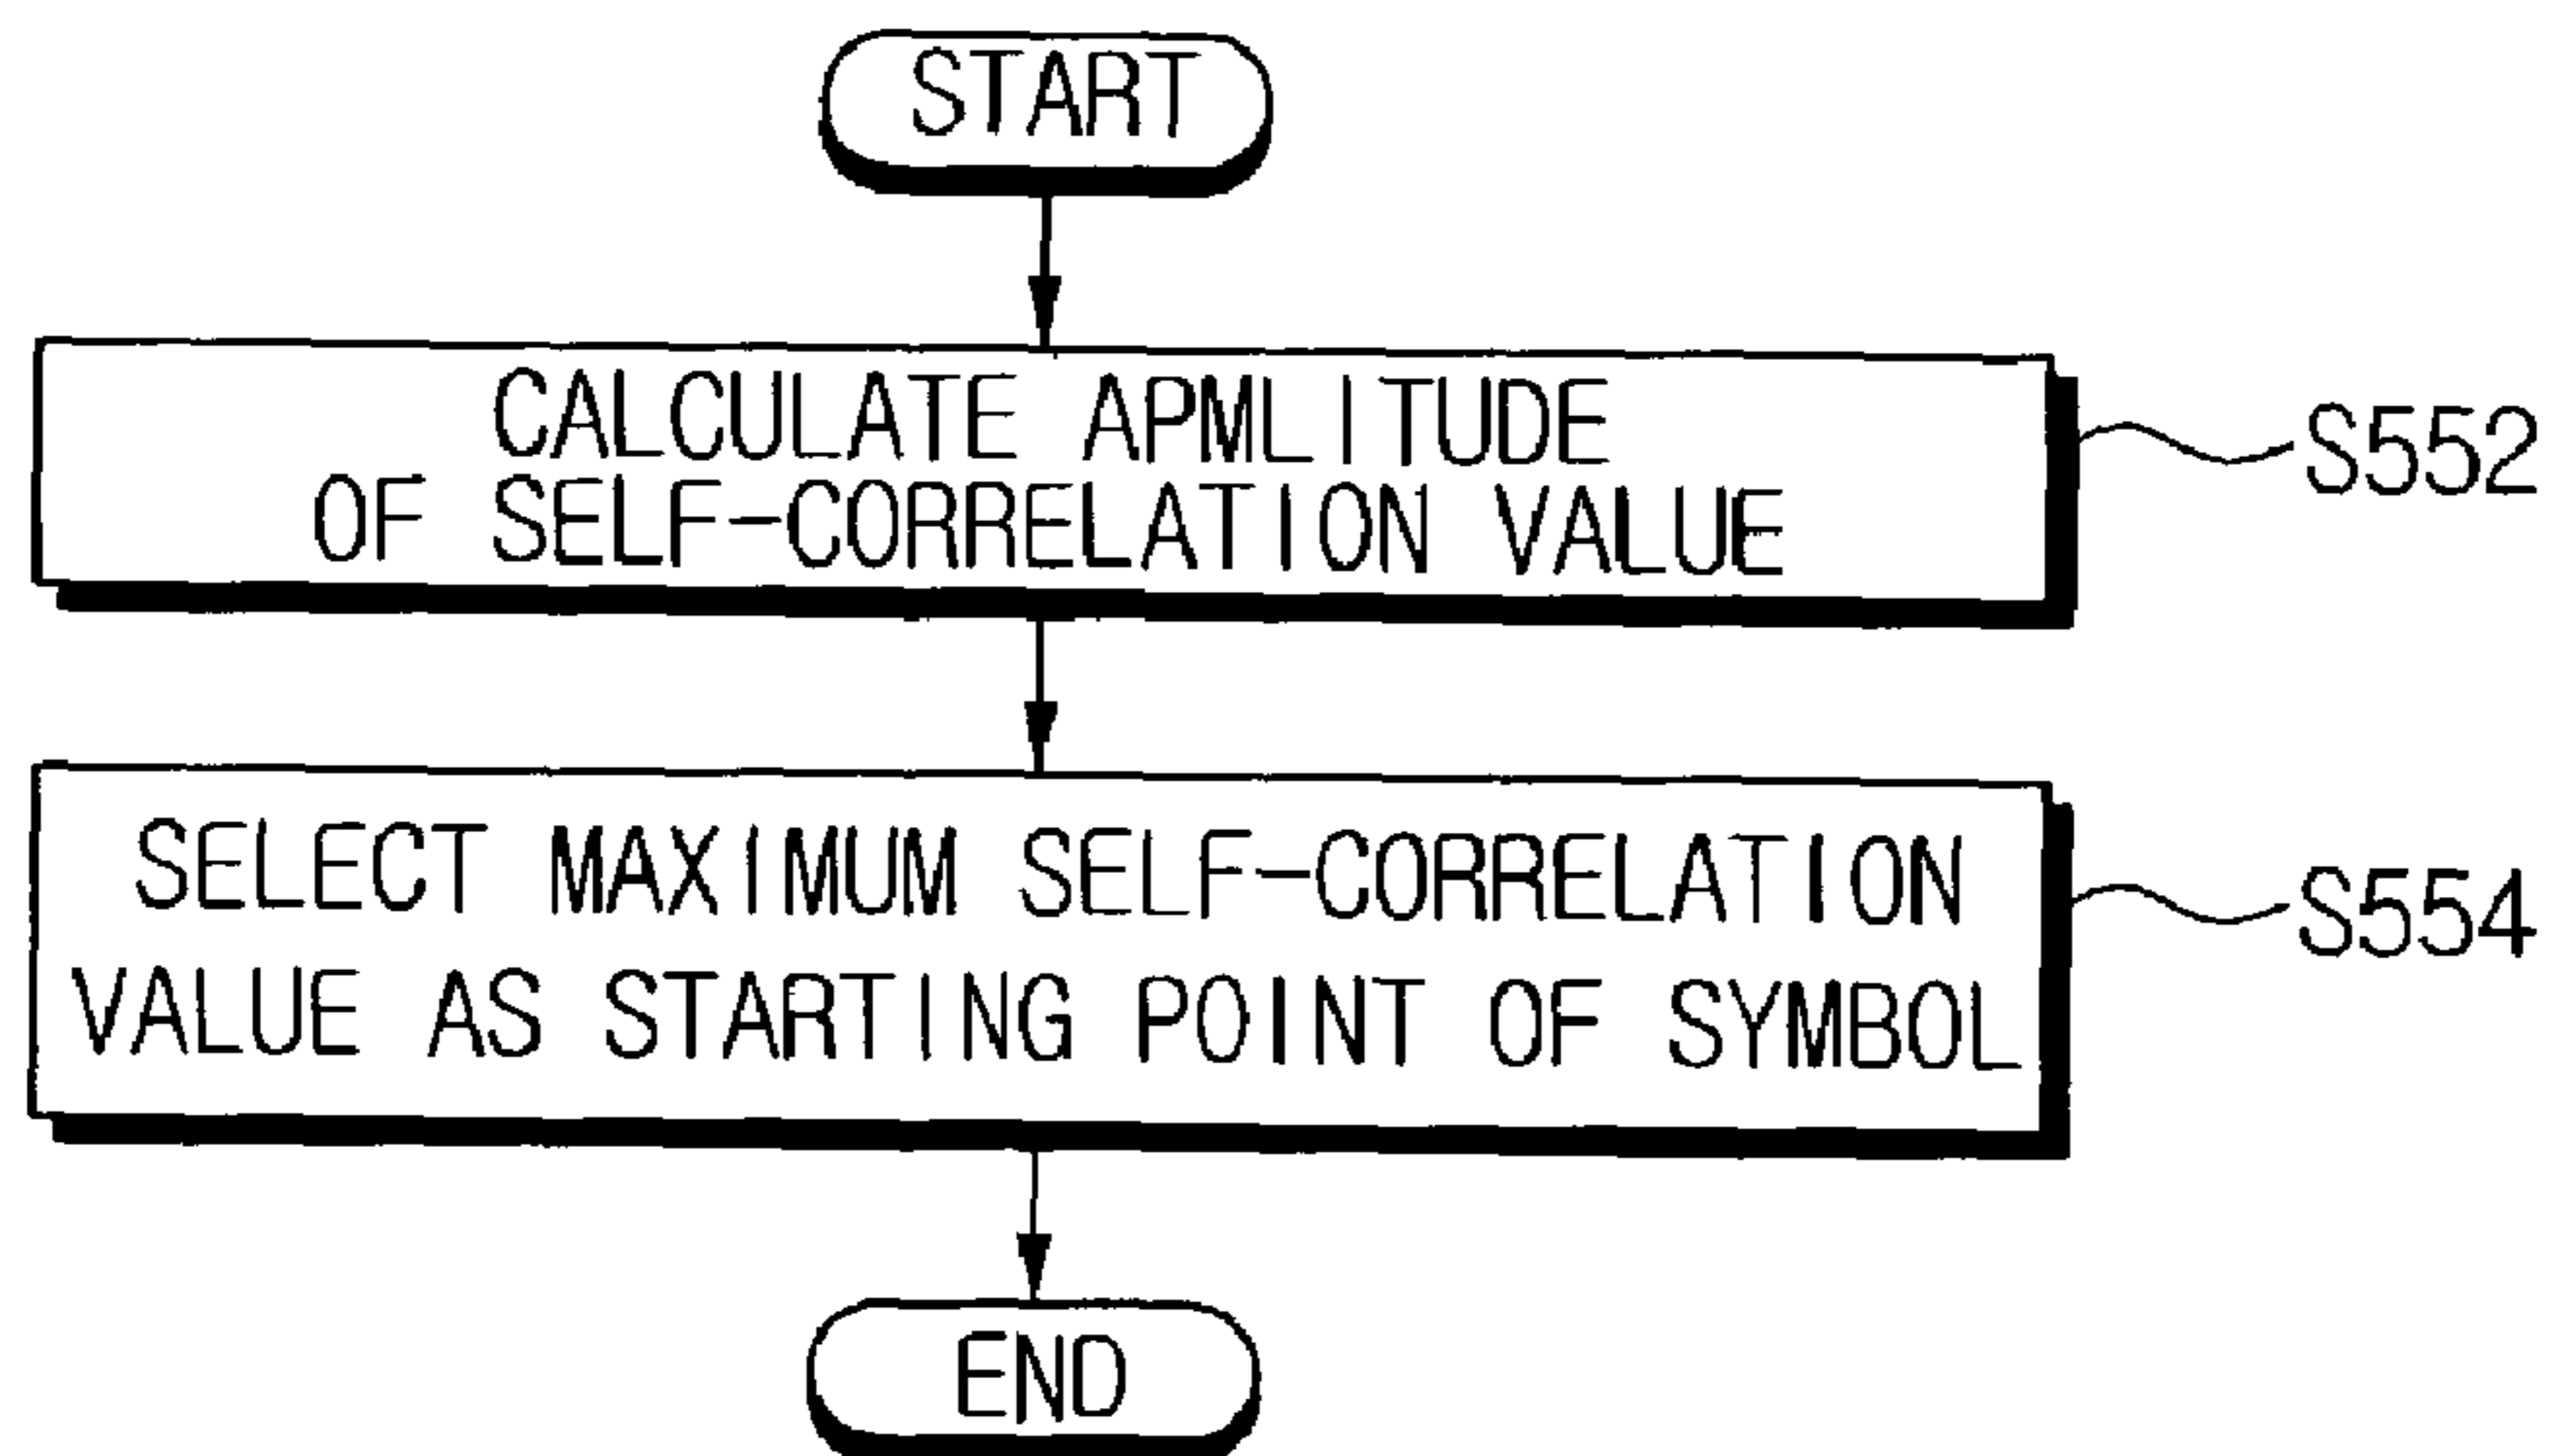 START
CALCULATE APMLITUDE
OF SELF-CORRELATION VALUE
S552
SELECT MAXIMUM SELF-CORRELATION
VALUE AS STARTING POINT OF SYMBOL
S554
END